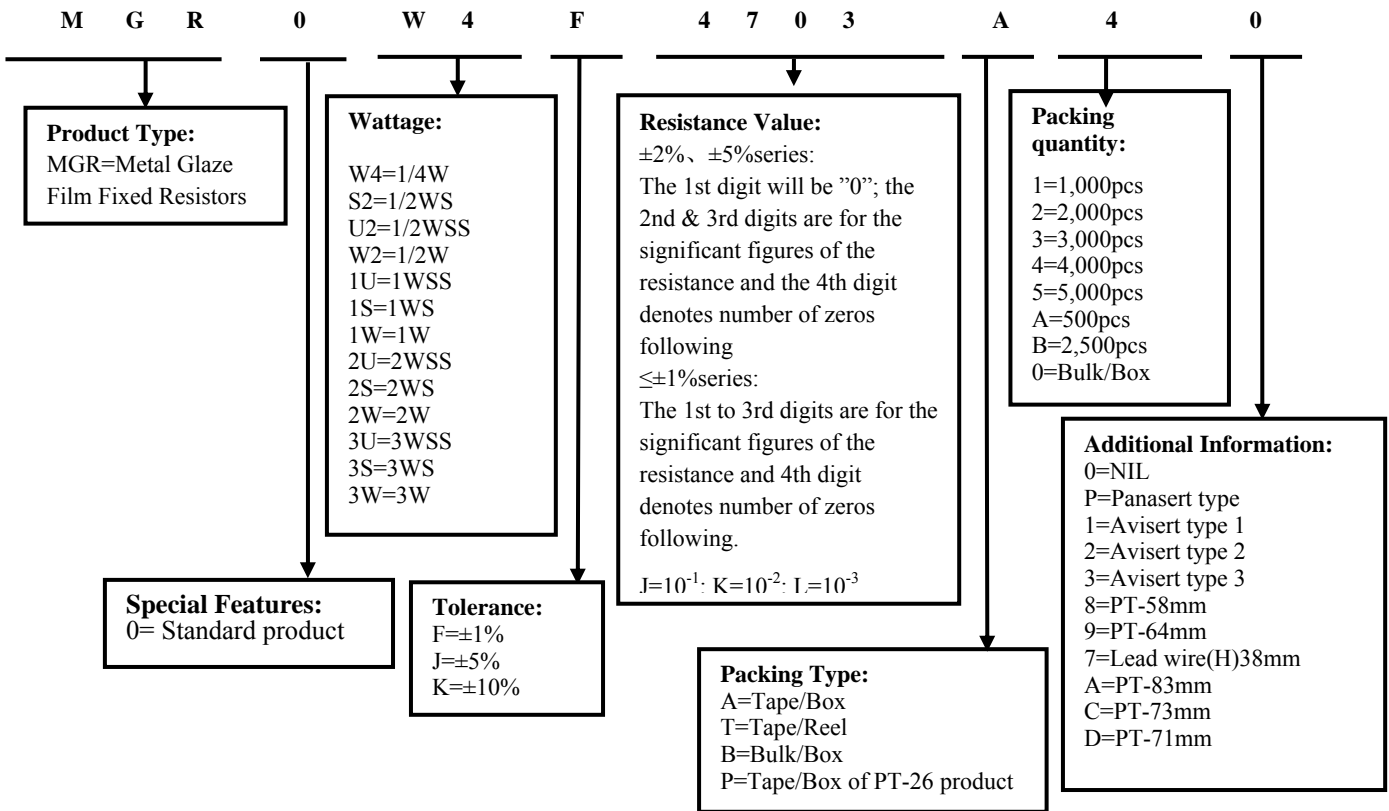 M G R 0 W 4 F 4 7 0 3 A 4 0
Product Type:
MGR=Metal Glaze
Film Fixed Resistors
Wattage:
W4=1/4W
S2=1/2WS
U2=1/2WSS
W2=1/2W
1U=1WSS
1S=1WS
1W=1W
2U=2WSS
2S=2WS
2W=2W
3U=3WSS
3S=3WS
3W=3W
Resistance Value:
±2%、±5%series:
The 1st digit will be ”0”; the
2nd & 3rd digits are for the
significant figures of the
resistance and the 4th digit
denotes number of zeros
following
≤±1%series:
The 1st to 3rd digits are for the
significant figures of the
resistance and 4th digit
denotes number of zeros
following.
J=10⁻¹; K=10⁻²; L=10⁻³
Packing
quantity:
1=1,000pcs
2=2,000pcs
3=3,000pcs
4=4,000pcs
5=5,000pcs
A=500pcs
B=2,500pcs
0=Bulk/Box
Special Features:
0= Standard product
Tolerance:
F=±1%
J=±5%
K=±10%
Packing Type:
A=Tape/Box
T=Tape/Reel
B=Bulk/Box
P=Tape/Box of PT-26 product
Additional Information:
0=NIL
P=Panasert type
1=Avisert type 1
2=Avisert type 2
3=Avisert type 3
8=PT-58mm
9=PT-64mm
7=Lead wire(H)38mm
A=PT-83mm
C=PT-73mm
D=PT-71mm